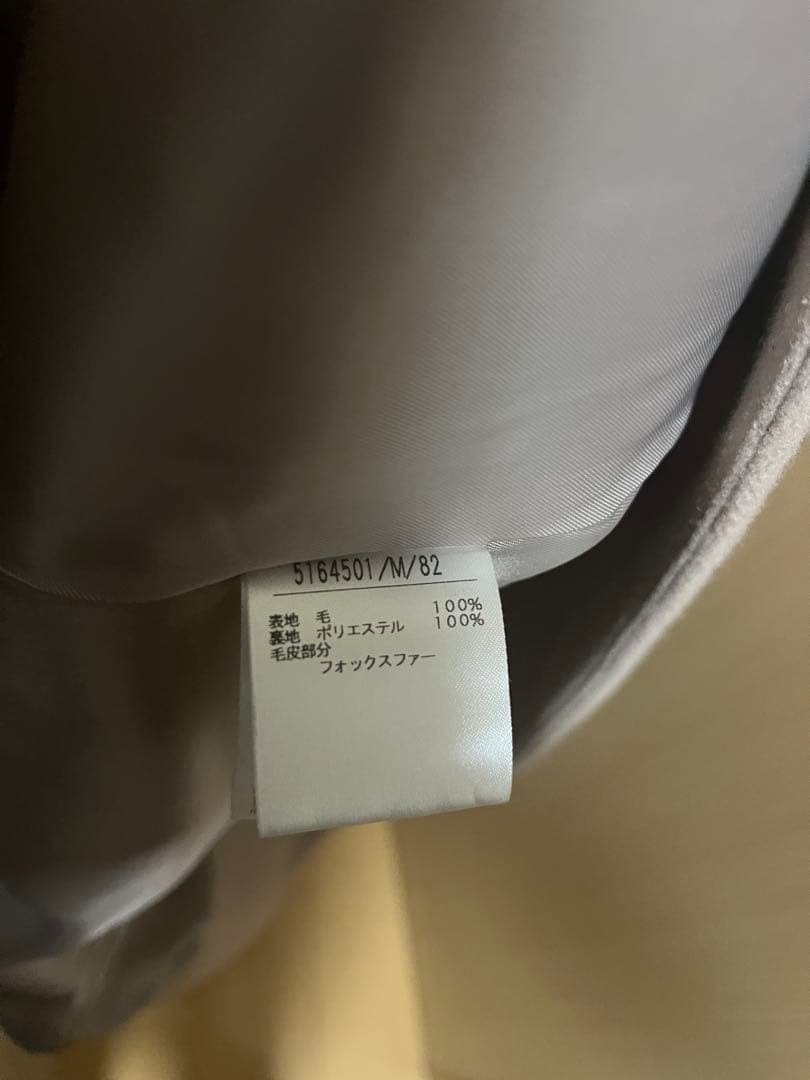 5164501/M/82
表地 毛 100%
裏地 ポリエステル 100%
毛皮部分
フォックスファー